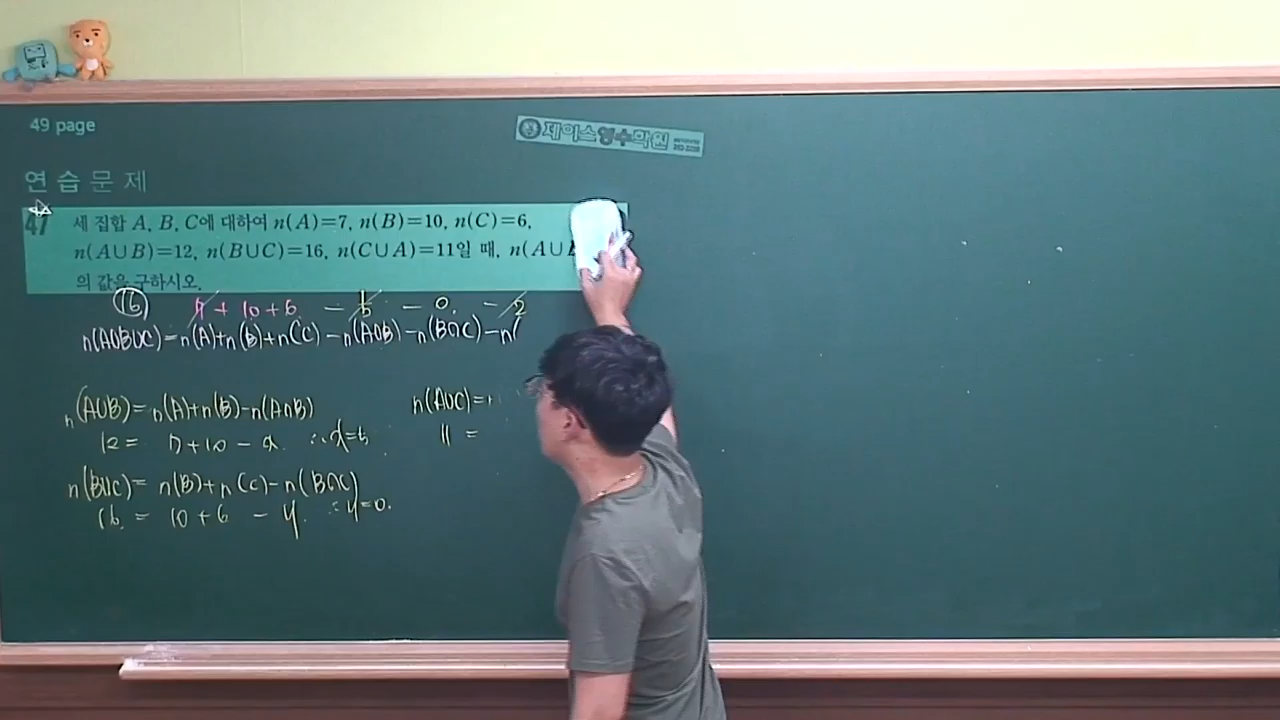 49 page
제이스영수학원
연습문제
47 세 집합 A, B, C에 대하여 n(A)=7, n(B)=10, n(C)=6,
n(A∪B)=12, n(B∪C)=16, n(C∪A)=11일 때, n(A∪
의 값을 구하시오.
16 7 + 10 + 6 - 5 - 0. - 2
n(A∪B∪C)=n(A)+n(B)+n(C)-n(A∩B)-n(B∩C)-n(
n(A∪B)=n(A)+n(B)-n(A∩B)
12= 7+10-x. ∴x=5
n(A∪C)=
11 =
n(B∪C)= n(B)+n(C)-n(B∩C)
16. = 10+6 - y. ∴y=0.